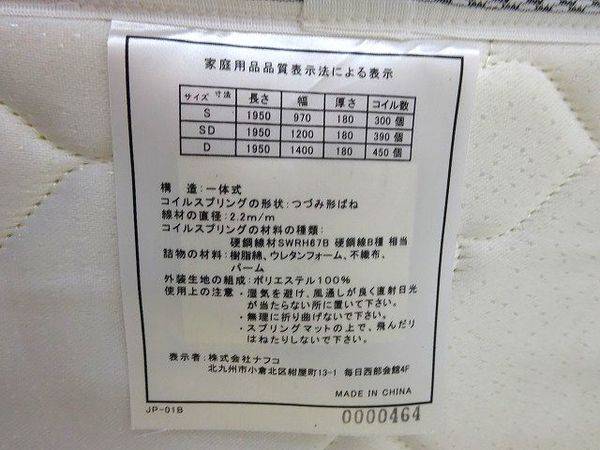 家庭用品品質表示法による表示
サイズ 寸法 長さ 幅 厚さ コイル数
S 1950 970 180 300 個
SD 1950 1200 180 390 個
D 1950 1400 180 450 個
構 造:一体式
コイルスプリングの形状:つづみ形ばね
線材の直径:2.2m/m
コイルスプリングの材料の種類:
硬鋼線材SWRH67B 硬鋼線B種 相当
詰物の材料:樹脂綿、ウレタンフォーム、不織布、
パーム
外装生地の組成:ポリエステル100%
使用上の注意 ・湿気を避け、風通しが良く直射日光
が当たらない所に置いて下さい。
・無理に折り曲げないで下さい。
・スプリングマットの上で、飛んだり
はねたりしないで下さい。
表示者:株式会社ナフコ
北九州市小倉北区紺屋町13-1 毎日西部会館4F
MADE IN CHINA
JP-01B
0000464